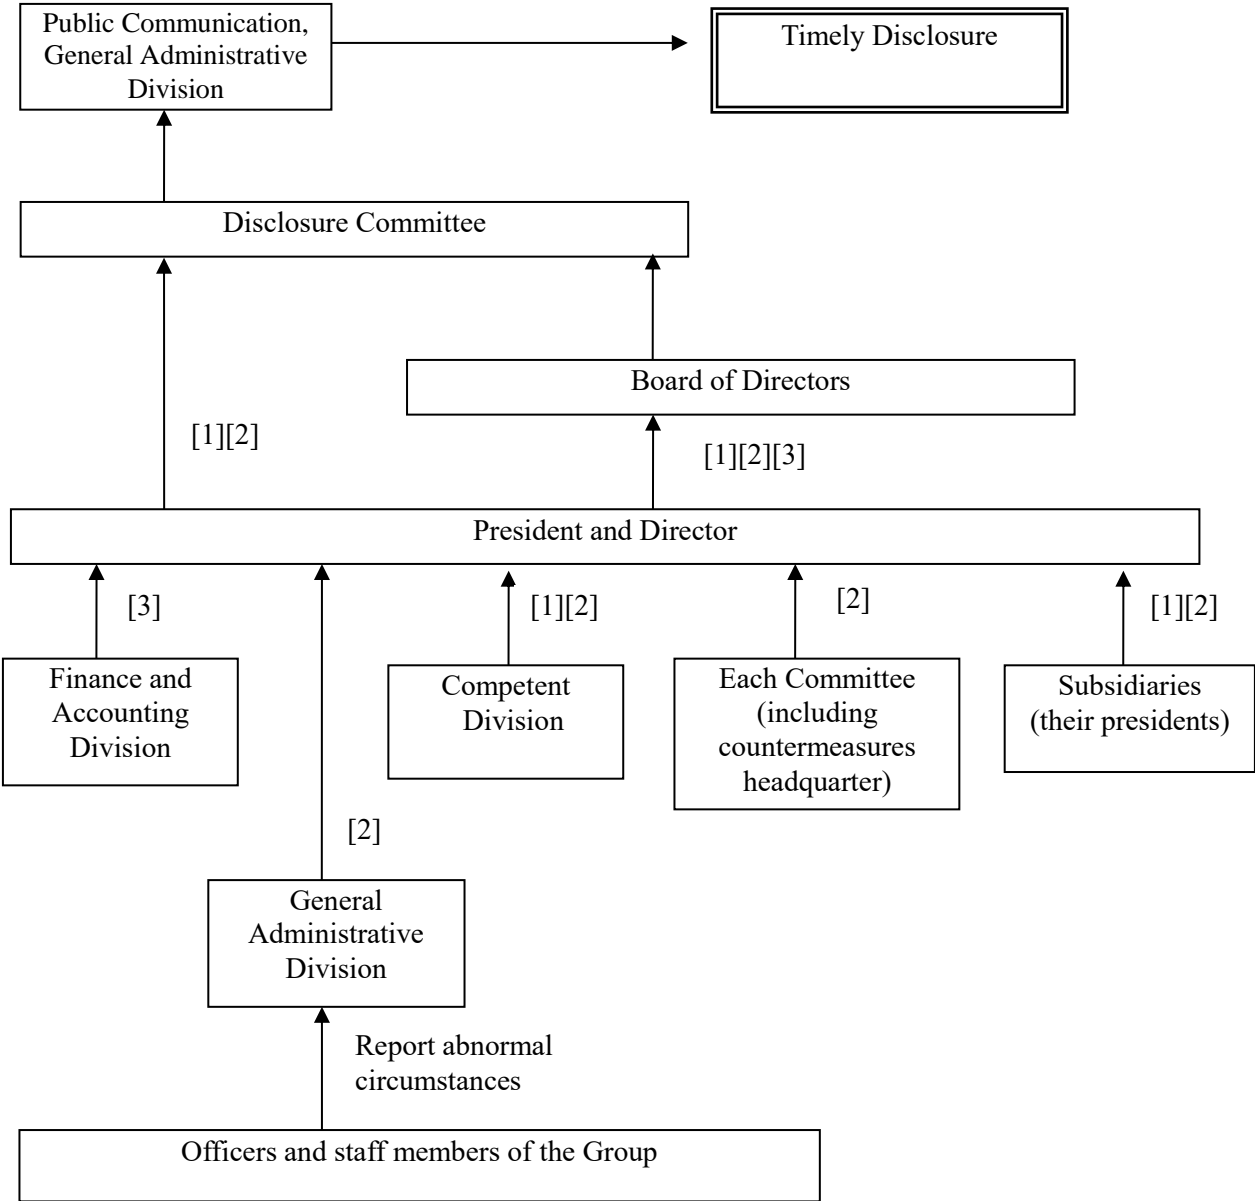 Public Communication,
General Administrative
Division
Timely Disclosure
Disclosure Committee
Board of Directors
[1][2]
[1][2][3]
President and Director
[3]
[1][2]
[2]
[1][2]
Finance and
Accounting
Division
Competent
Division
Each Committee
(including
countermeasures
headquarter)
Subsidiaries
(their presidents)
[2]
General
Administrative
Division
Report abnormal
circumstances
Officers and staff members of the Group